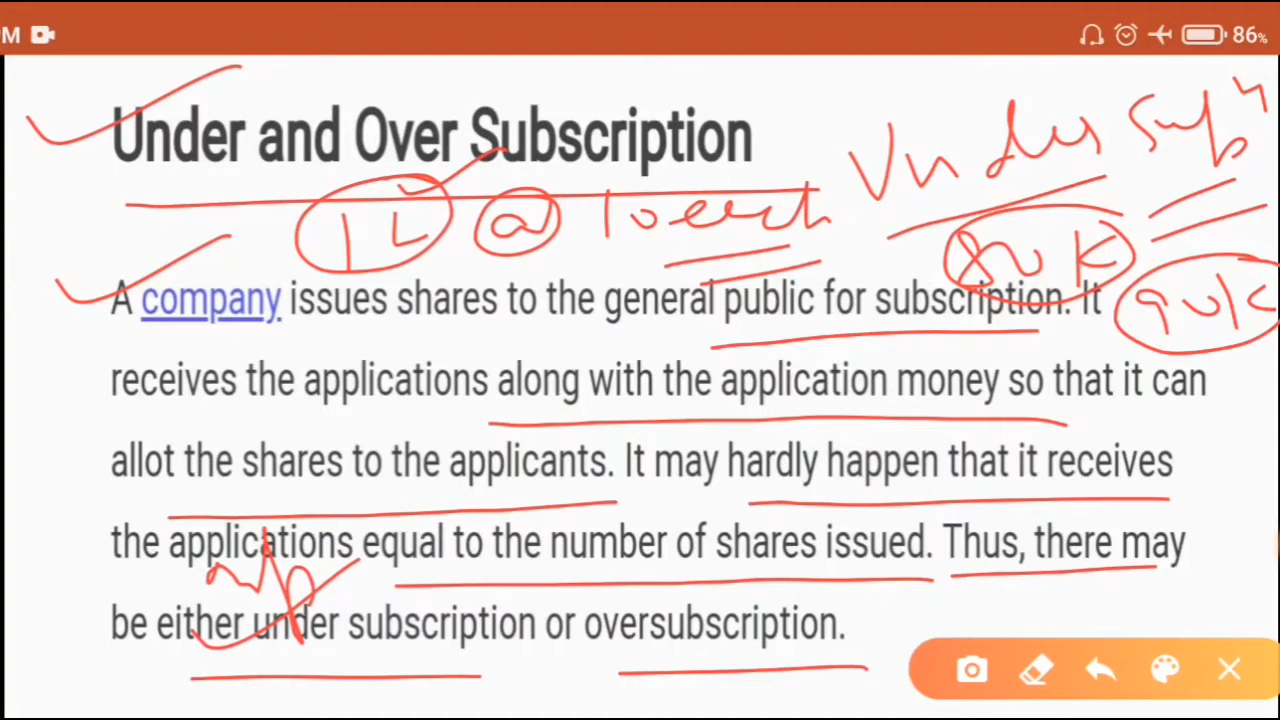 PM 86%
Under and Over Subscription
Under Subⁿ
1L @ 10 each
80K
90K
A company issues shares to the general public for subscription. It
receives the applications along with the application money so that it can
allot the shares to the applicants. It may hardly happen that it receives
the applications equal to the number of shares issued. Thus, there may
be either under subscription or oversubscription.